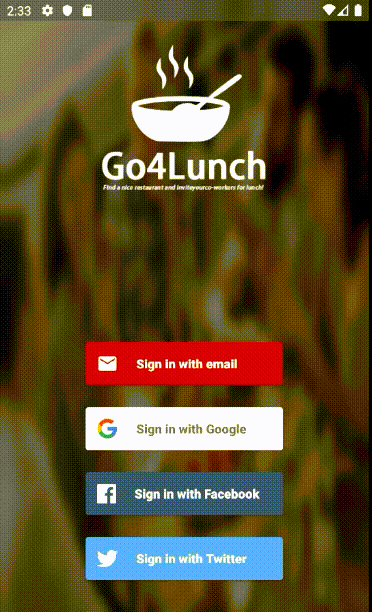 2:33
Go4Lunch
Find a nice restaurant and inviteyourco-workers for lunch!
Sign in with email
Sign in with Google
Sign in with Facebook
Sign in with Twitter